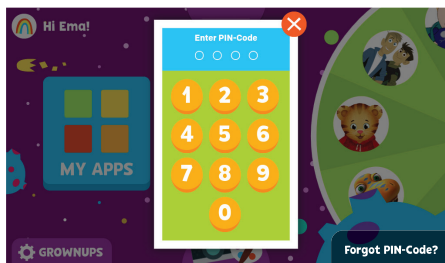 Hi Ema!
Enter PIN-Code
1 2 3
4 5 6
7 8 9
0
MY APPS
GROWNUPS
Forgot PIN-Code?